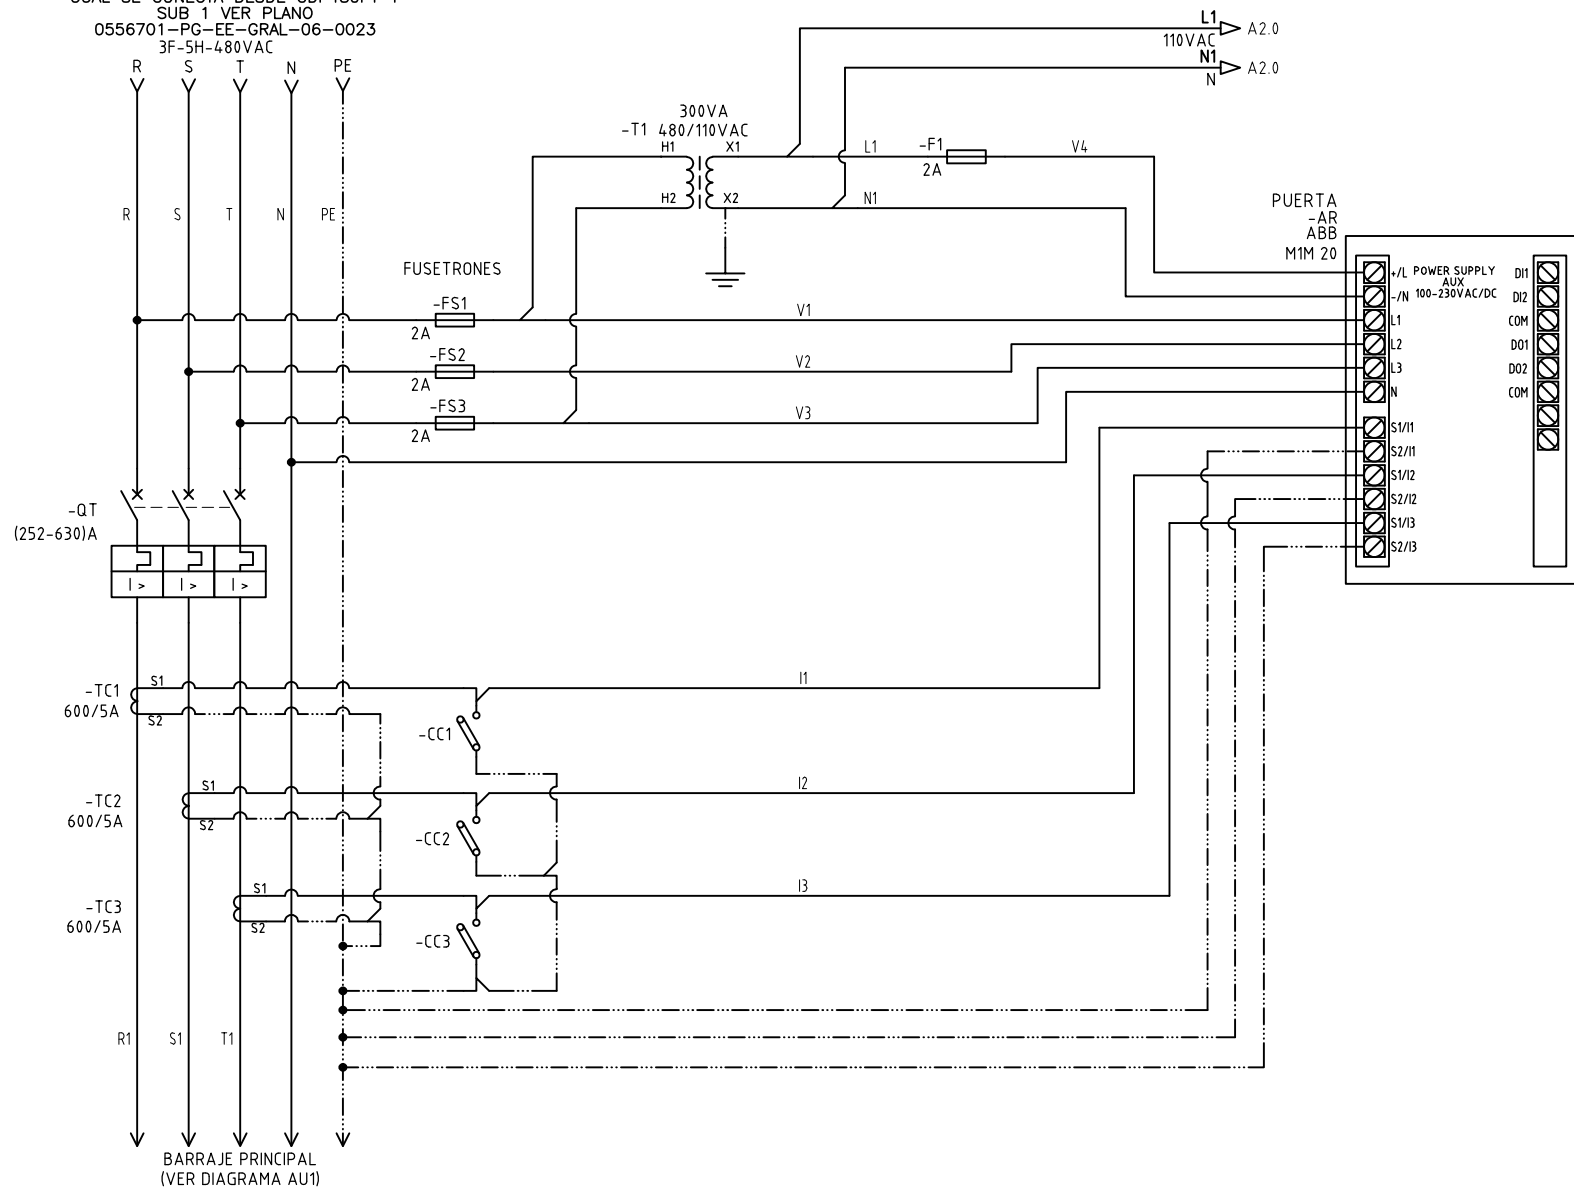 SUB 1 VER PLANO
0556701-PG-EE-GRAL-06-0023
3F-5H-480VAC
R S T N PE
L1
110VAC
A2.0
N1
N
A2.0
300VA
-T1 480/110VAC
H1 X1
H2 X2
L1
-F1
2A
V4
N1
R S T N PE
PUERTA
-AR
ABB
M1M 20
FUSETRONES
-FS1
2A
V1
-FS2
2A
V2
-FS3
2A
V3
+/L POWER SUPPLY
AUX
-/N 100-230VAC/DC
L1
L2
L3
N
S1/I1
S2/I1
S1/I2
S2/I2
S1/I3
S2/I3
DI1
DI2
COM
DO1
DO2
COM
-QT
(252-630)A
I > I > I >
-TC1
600/5A
S1
S2
-CC1
I1
-TC2
600/5A
S1
S2
-CC2
I2
-TC3
600/5A
S1
S2
-CC3
I3
R1 S1 T1
BARRAJE PRINCIPAL
(VER DIAGRAMA AU1)